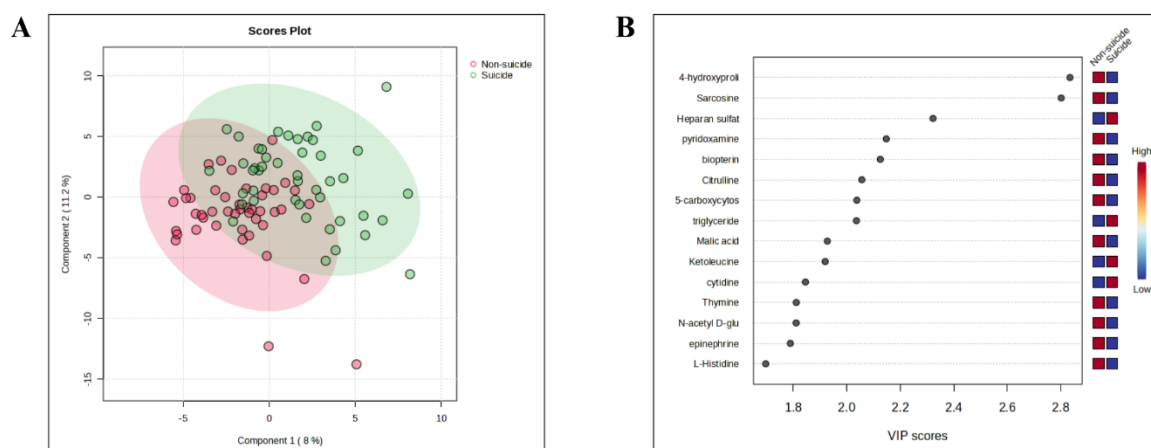 A
Scores Plot
Non-suicide
Suicide
Component 2 ( 11.2 %)
10
5
0
-5
-10
-15
-5
0
5
10
Component 1 ( 8 %)
B
Non-suicide
Suicide
4-hydroxyproli
Sarcosine
Heparan sulfat
pyridoxamine
biopterin
Citrulline
5-carboxycytos
triglyceride
Malic acid
Ketoleucine
cytidine
Thymine
N-acetyl D-glu
epinephrine
L-Histidine
High
Low
1.8 2.0 2.2 2.4 2.6 2.8
VIP scores